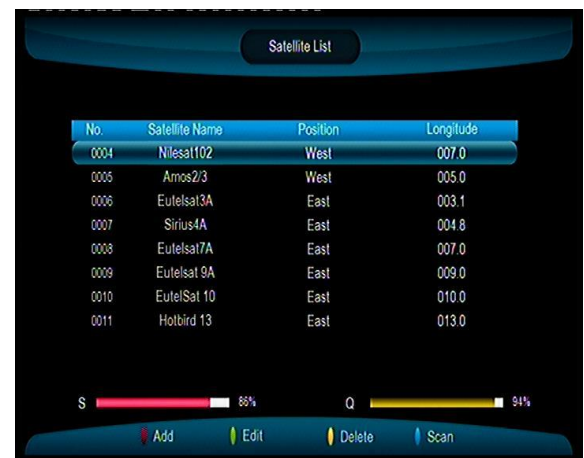 Satellite List
No. Satellite Name Position Longitude
0004 Nilesat102 West 007.0
0005 Amos2/3 West 005.0
0006 Eutelsat3A East 003.1
0007 Sirius4A East 004.8
0008 Eutelsat7A East 007.0
0009 Eutelsat 9A East 009.0
0010 EutelSat 10 East 010.0
0011 Hotbird 13 East 013.0
S 86% Q 94%
Add Edit Delete Scan